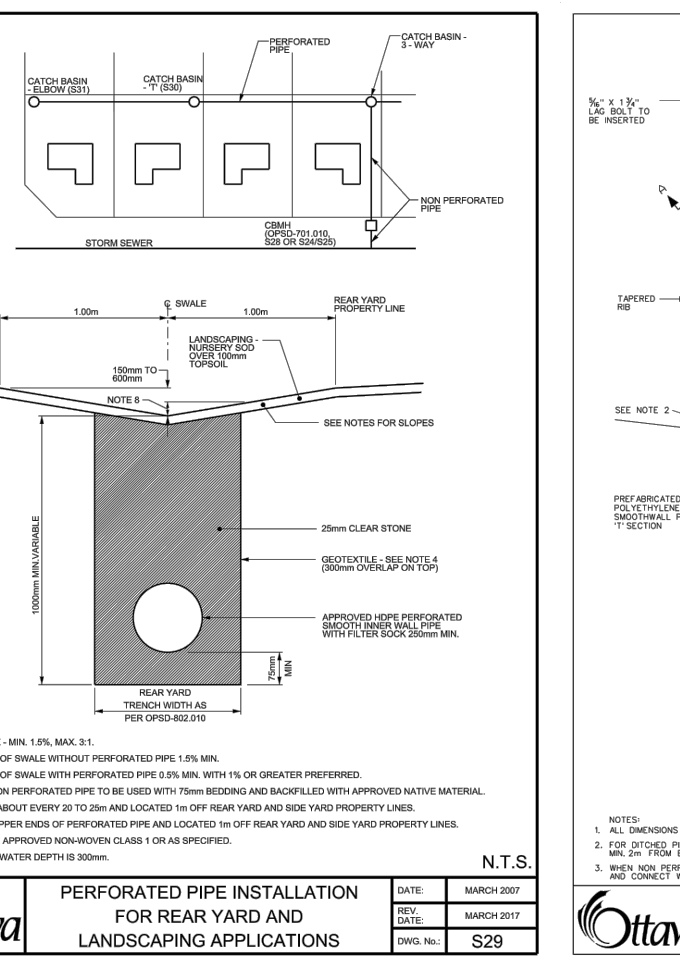 PERFORATED
PIPE
CATCH BASIN -
3 - WAY
CATCH BASIN
- ELBOW (S31)
CATCH BASIN
- 'T' (S30)
NON PERFORATED
PIPE
CBMH
(OPSD-701.010,
S28 OR S24/S25)
STORM SEWER
℄ SWALE
REAR YARD
PROPERTY LINE
1.00m
1.00m
LANDSCAPING -
NURSERY SOD
OVER 100mm
TOPSOIL
150mm TO
600mm
NOTE 8
SEE NOTES FOR SLOPES
1000mm MIN.VARIABLE
25mm CLEAR STONE
GEOTEXTILE - SEE NOTE 4
(300mm OVERLAP ON TOP)
APPROVED HDPE PERFORATED
SMOOTH INNER WALL PIPE
WITH FILTER SOCK 250mm MIN.
75mm
MIN
REAR YARD
TRENCH WIDTH AS
PER OPSD-802.010
- MIN. 1.5%, MAX. 3:1.
OF SWALE WITHOUT PERFORATED PIPE 1.5% MIN.
OF SWALE WITH PERFORATED PIPE 0.5% MIN. WITH 1% OR GREATER PREFERRED.
ON PERFORATED PIPE TO BE USED WITH 75mm BEDDING AND BACKFILLED WITH APPROVED NATIVE MATERIAL.
ABOUT EVERY 20 TO 25m AND LOCATED 1m OFF REAR YARD AND SIDE YARD PROPERTY LINES.
PPER ENDS OF PERFORATED PIPE AND LOCATED 1m OFF REAR YARD AND SIDE YARD PROPERTY LINES.
APPROVED NON-WOVEN CLASS 1 OR AS SPECIFIED.
WATER DEPTH IS 300mm.
N.T.S.
va
PERFORATED PIPE INSTALLATION
FOR REAR YARD AND
LANDSCAPING APPLICATIONS
DATE: MARCH 2007
REV.
DATE: MARCH 2017
DWG. No.: S29
5/16" X 1 3/4"
LAG BOLT TO
BE INSERTED
A
TAPERED
RIB
SEE NOTE 2
PREFABRICATED
POLYETHYLENE
SMOOTHWALL P
'T' SECTION
NOTES:
1. ALL DIMENSIONS
2. FOR DITCHED PI
MIN. 2m FROM E
3. WHEN NON PERF
AND CONNECT W
Ottaw